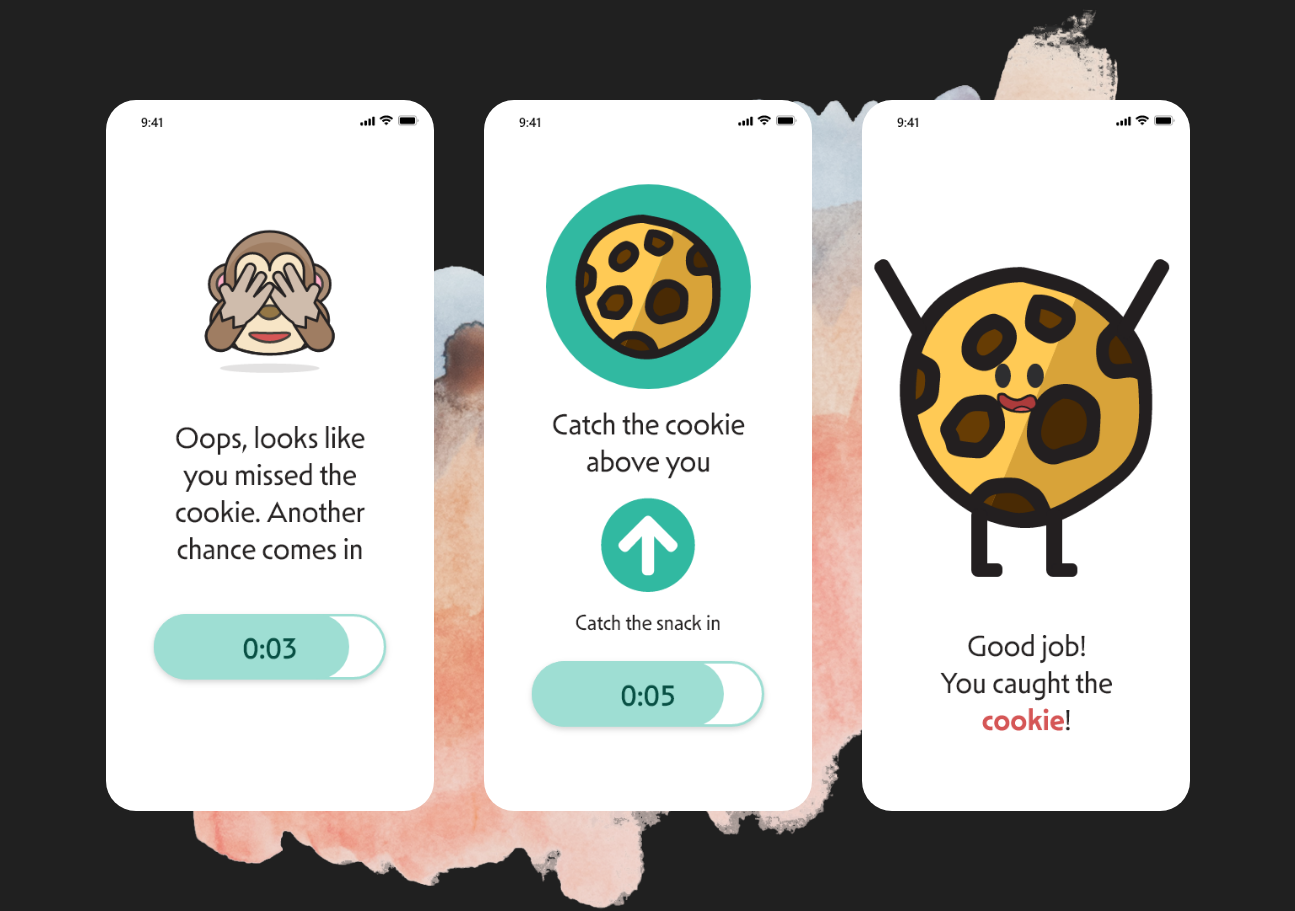 9:41
Oops, looks like
you missed the
cookie. Another
chance comes in
0:03
9:41
Catch the cookie
above you
Catch the snack in
0:05
9:41
Good job!
You caught the
cookie!